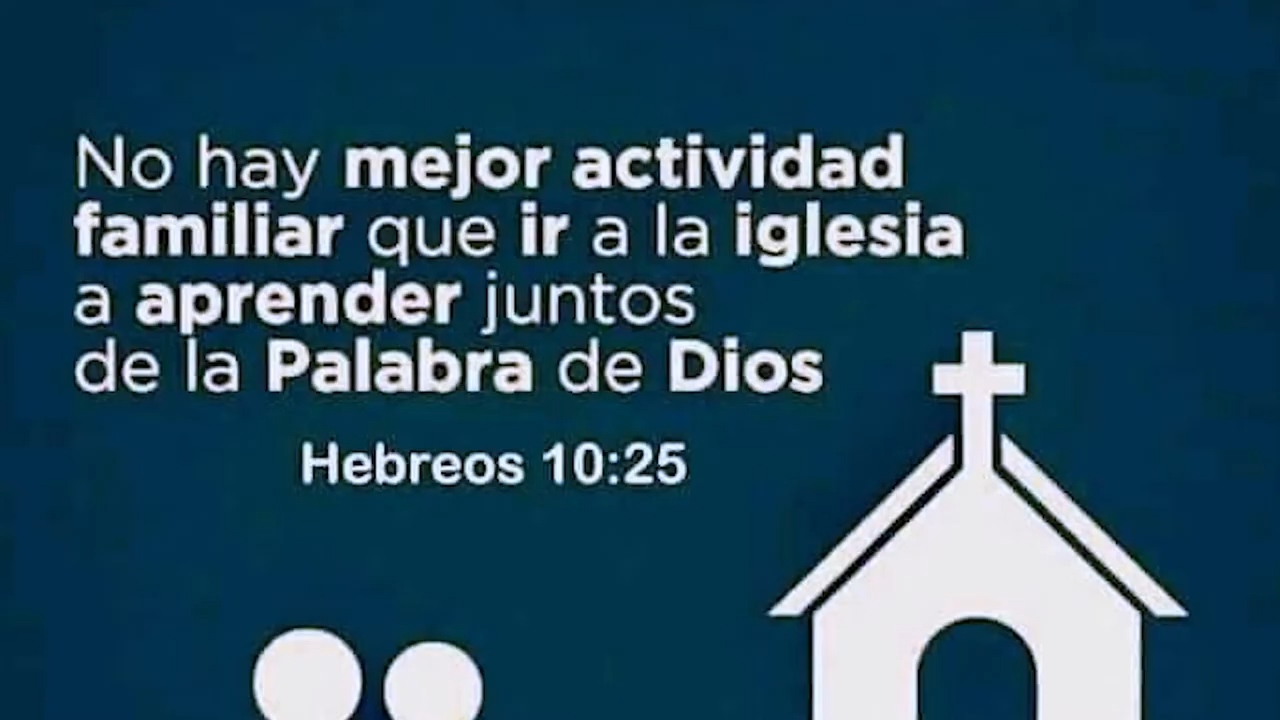 No hay mejor actividad
familiar que ir a la iglesia
a aprender juntos
de la Palabra de Dios
Hebreos 10:25